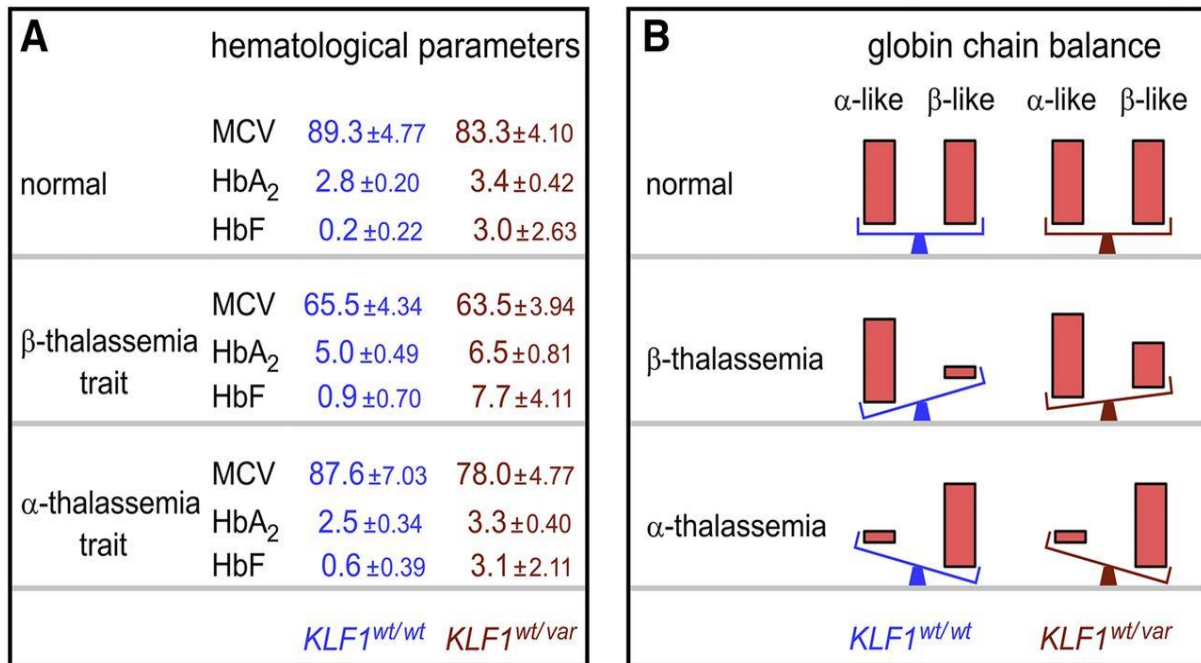 A
hematological parameters
normal
MCV 89.3 ±4.77 83.3 ±4.10
HbA2 2.8 ±0.20 3.4 ±0.42
HbF 0.2 ±0.22 3.0 ±2.63
β-thalassemia
trait
MCV 65.5 ±4.34 63.5 ±3.94
HbA2 5.0 ±0.49 6.5 ±0.81
HbF 0.9 ±0.70 7.7 ±4.11
α-thalassemia
trait
MCV 87.6 ±7.03 78.0 ±4.77
HbA2 2.5 ±0.34 3.3 ±0.40
HbF 0.6 ±0.39 3.1 ±2.11
KLF1wt/wt KLF1wt/var
B
globin chain balance
α-like β-like α-like β-like
normal
β-thalassemia
α-thalassemia
KLF1wt/wt KLF1wt/var